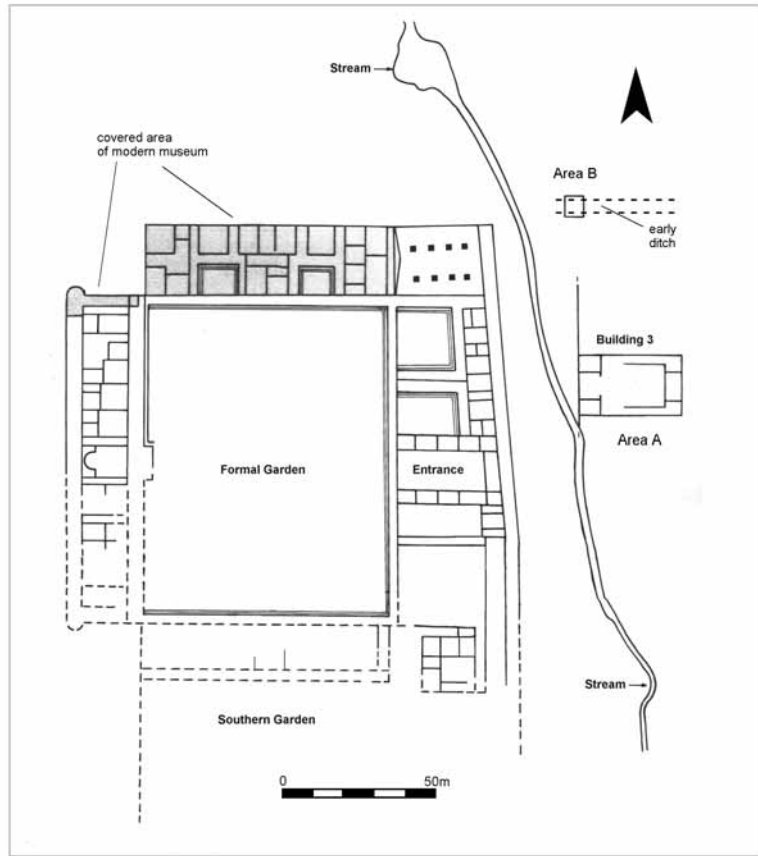 Stream
covered area
of modern museum
Area B
early
ditch
Building 3
Area A
Formal Garden
Entrance
Stream
Southern Garden
0
50m